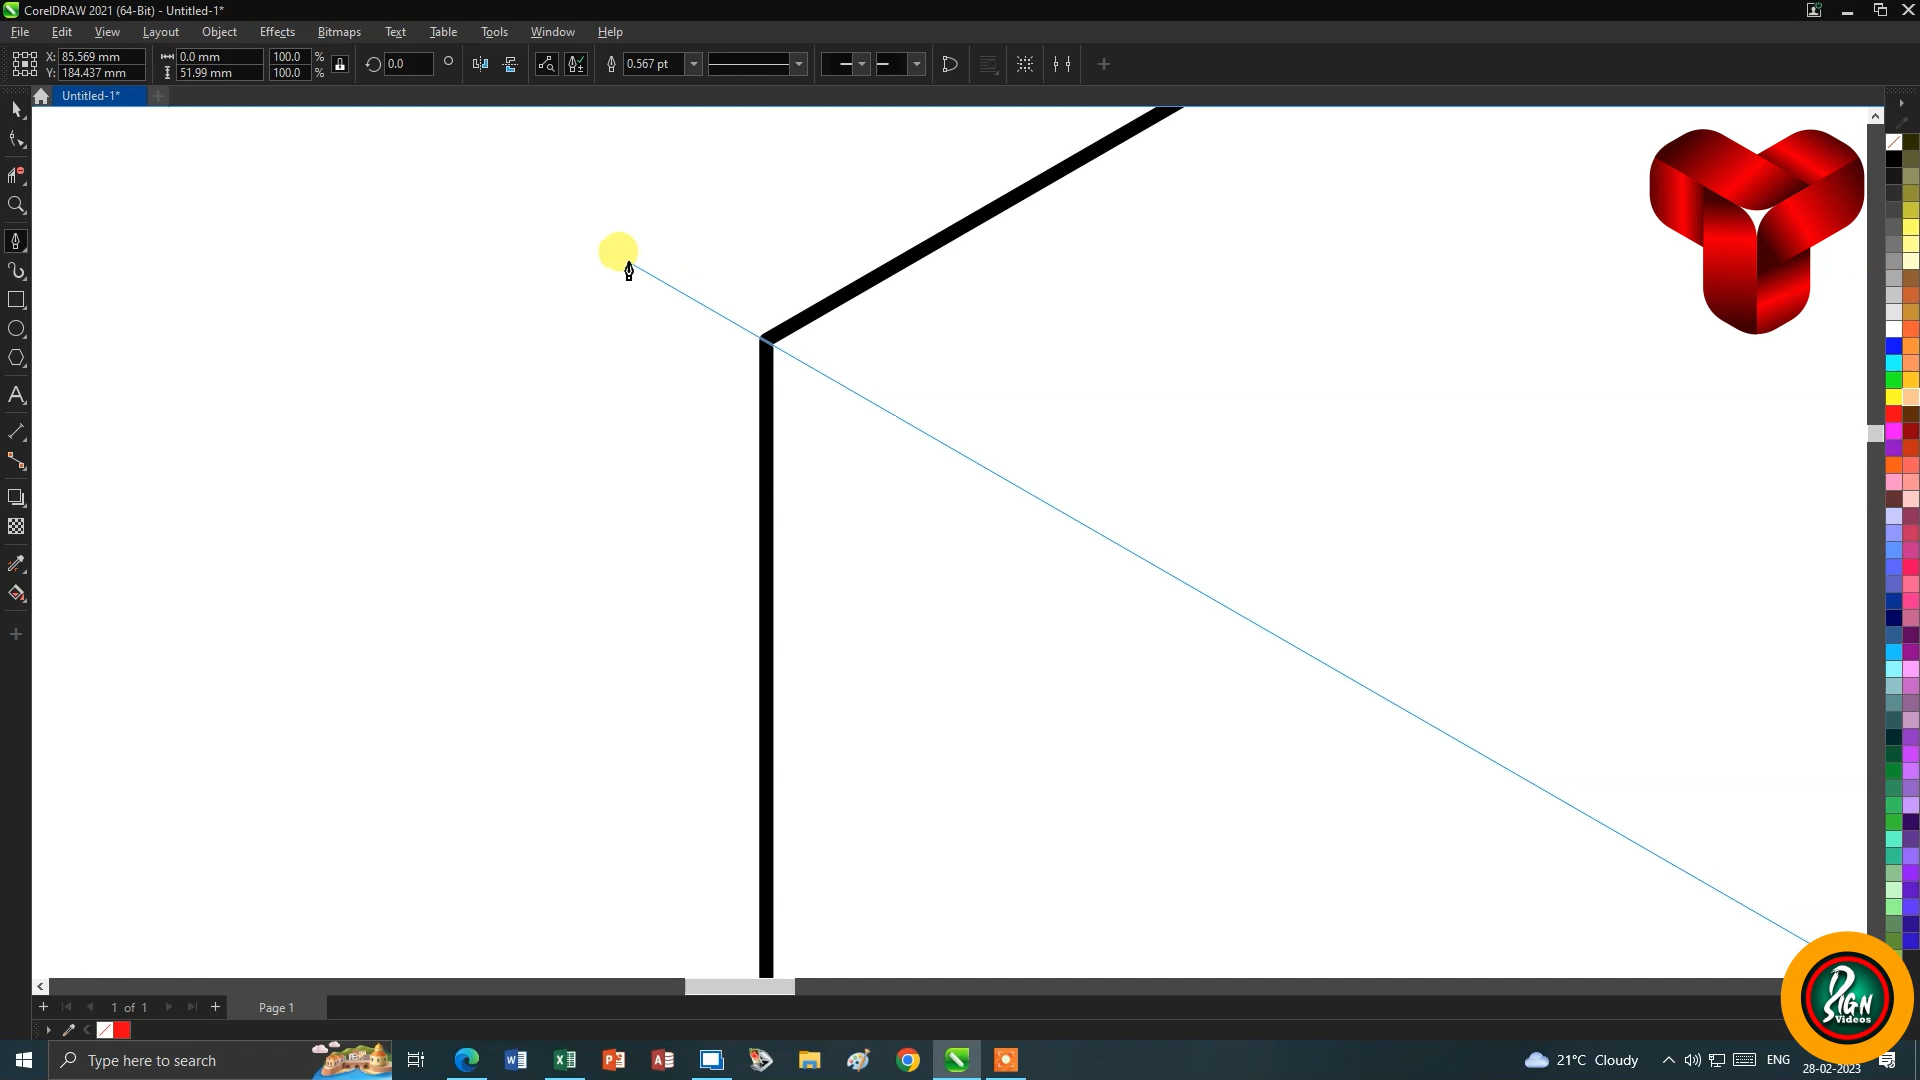 CorelDRAW 2021 (64-Bit) - Untitled-1*
File Edit View Layout Object Effects Bitmaps Text Table Tools Window Help
X: 85.569 mm 0.0 mm 100.0 % 0.0 0.567 pt
Y: 184.437 mm 51.99 mm 100.0 %
Untitled-1*
1 of 1 Page 1
DSIGN
Videos
Type here to search
21°C Cloudy ENG
28-02-2023